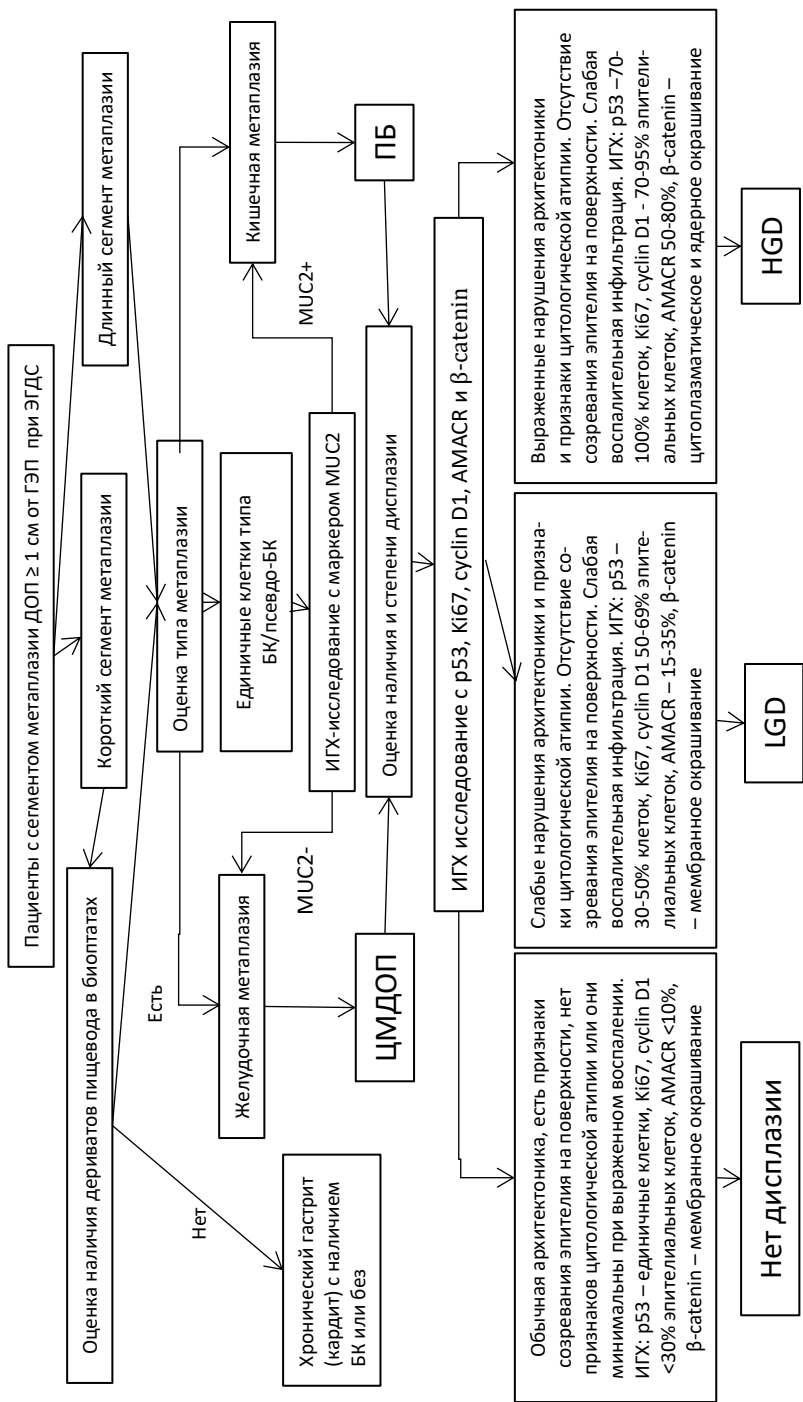 Пациенты с сегментом метаплазии ДОП ≥ 1 см от ГЭП при ЭГДС
Оценка наличия дериватов пищевода в биоптатах
Короткий сегмент метаплазии
Длинный сегмент метаплазии
Нет
Есть
Хронический гастрит
(кардит) с наличием
БК или без
Оценка типа метаплазии
Желудочная метаплазия
Единичные клетки типа
БК/псевдо-БК
Кишечная метаплазия
MUC2-
ИГХ-исследование с маркером MUC2
MUC2+
ЦМДОП
Оценка наличия и степени дисплазии
ПБ
ИГХ исследование с p53, Ki67, cyclin D1, AMACR и β-catenin
Обычная архитектоника, есть признаки
созревания эпителия на поверхности, нет
признаков цитологической атипии или они
минимальны при выраженном воспалении.
ИГХ: p53 – единичные клетки, Ki67, cyclin D1
<30% эпителиальных клеток, AMACR <10%,
β-catenin – мембранное окрашивание
Слабые нарушения архитектоники и призна-
ки цитологической атипии. Отсутствие со-
зревания эпителия на поверхности. Слабая
воспалительная инфильтрация. ИГХ: p53 –
30-50% клеток, Ki67, cyclin D1 50-69% эпите-
лиальных клеток, AMACR – 15-35%, β-catenin
– мембранное окрашивание
Выраженные нарушения архитектоники
и признаки цитологической атипии. Отсутствие
созревания эпителия на поверхности. Слабая
воспалительная инфильтрация. ИГХ: p53 –70-
100% клеток, Ki67, cyclin D1 - 70-95% эпители-
альных клеток, AMACR 50-80%, β-catenin –
цитоплазматическое и ядерное окрашивание
Нет дисплазии
LGD
HGD